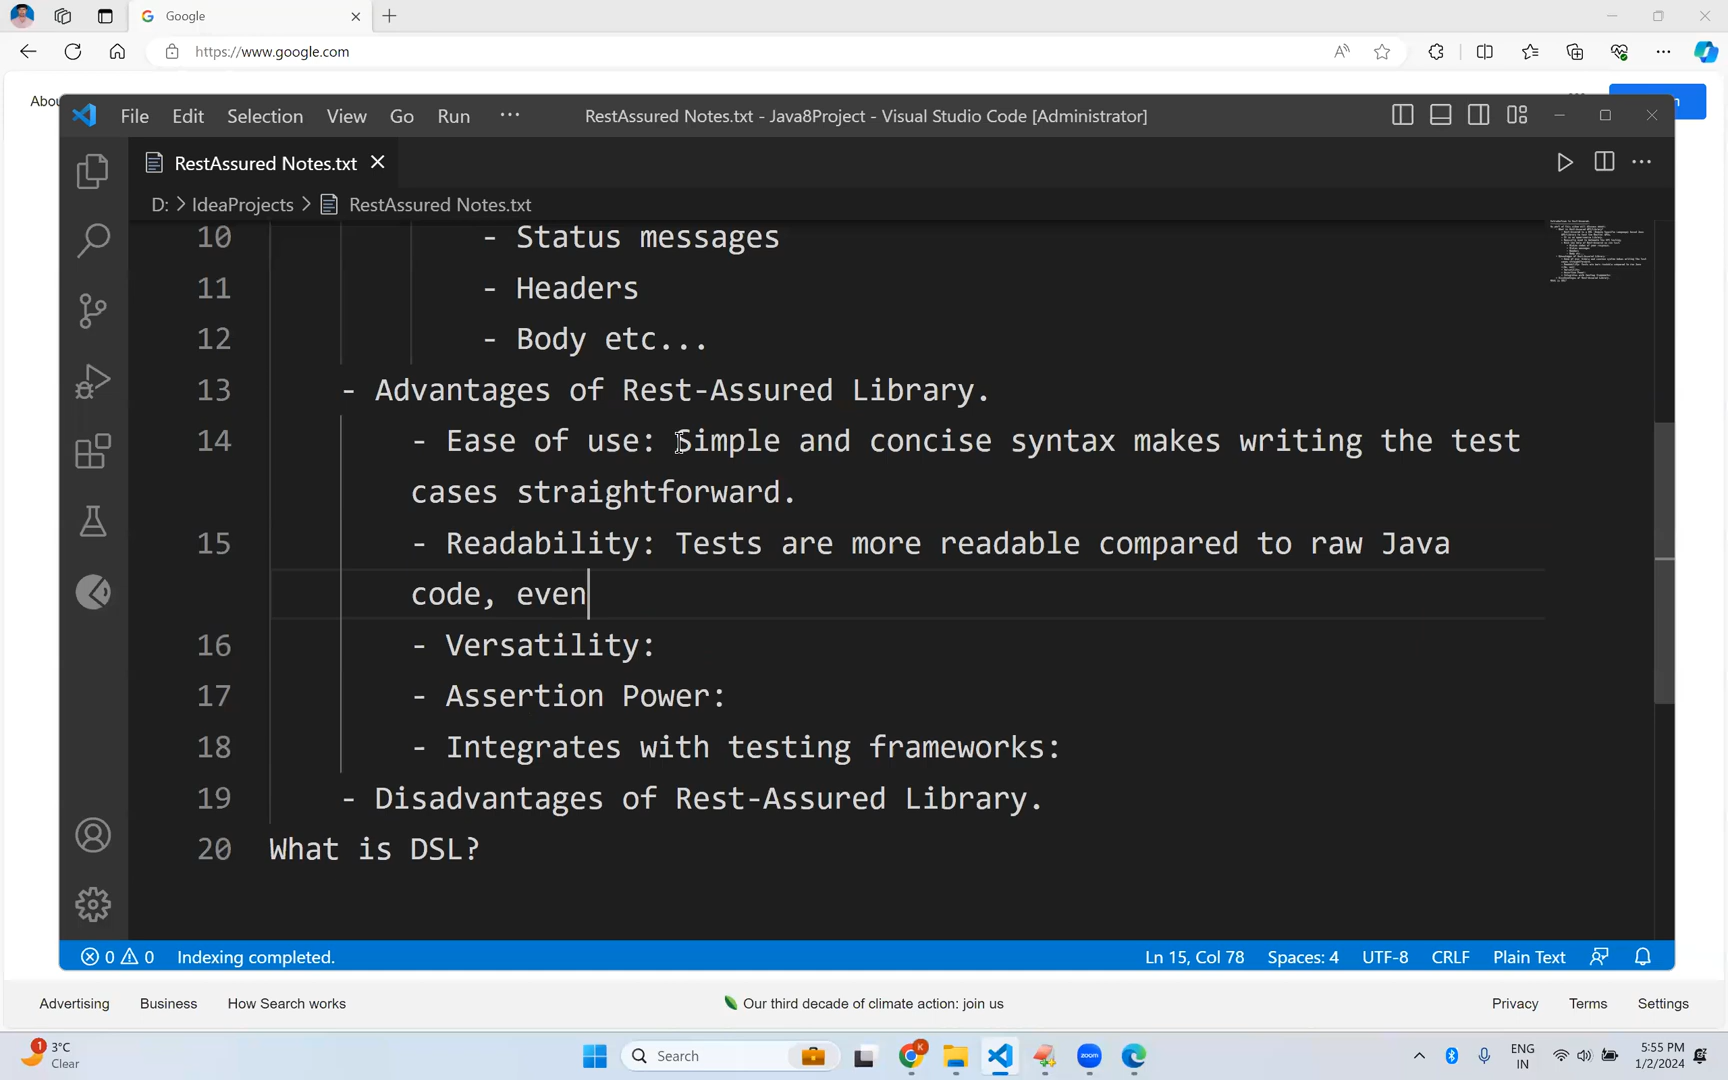 Google
https://www.google.com
Abou
File Edit Selection View Go Run ...
RestAssured Notes.txt - Java8Project - Visual Studio Code [Administrator]
RestAssured Notes.txt
D: > IdeaProjects > RestAssured Notes.txt
10 - Status messages
11 - Headers
12 - Body etc...
13 - Advantages of Rest-Assured Library.
14 - Ease of use: Simple and concise syntax makes writing the test
cases straightforward.
15 - Readability: Tests are more readable compared to raw Java
code, even
16 - Versatility:
17 - Assertion Power:
18 - Integrates with testing frameworks:
19 - Disadvantages of Rest-Assured Library.
20 What is DSL?
0 0 Indexing completed. Ln 15, Col 78 Spaces: 4 UTF-8 CRLF Plain Text
Advertising Business How Search works Our third decade of climate action: join us Privacy Terms Settings
1 3°C
Clear
Search
K
zoom
ENG
IN
5:55 PM
1/2/2024